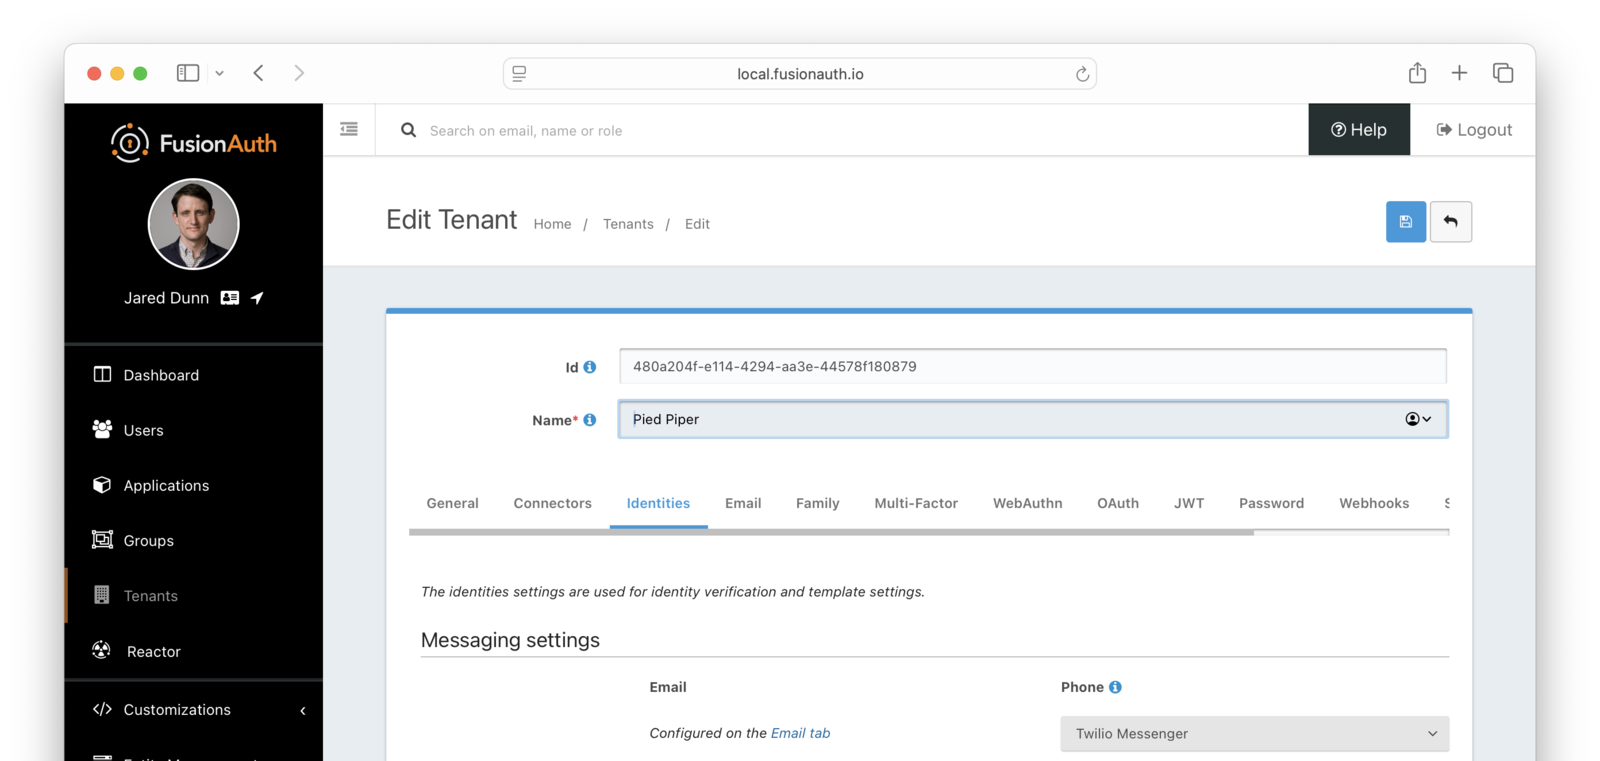 local.fusionauth.io
FusionAuth
Search on email, name or role
Help
Logout
Edit Tenant
Home / Tenants / Edit
Jared Dunn
Dashboard
Users
Applications
Groups
Tenants
Reactor
Customizations
Id
480a204f-e114-4294-aa3e-44578f180879
Name*
Pied Piper
General Connectors Identities Email Family Multi-Factor WebAuthn OAuth JWT Password Webhooks
The identities settings are used for identity verification and template settings.
Messaging settings
Email
Phone
Configured on the Email tab
Twilio Messenger